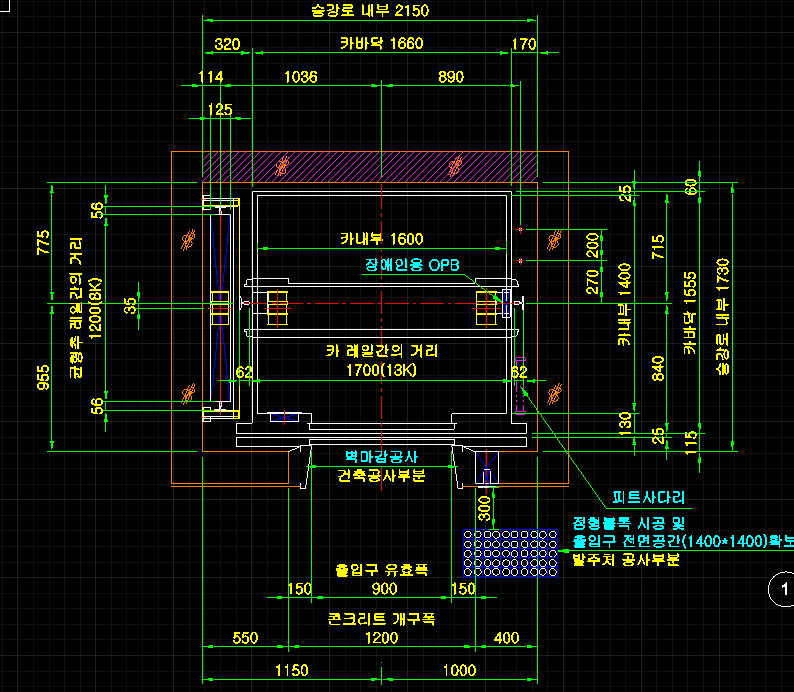 승강로 내부 2150
320
카바닥 1660
170
114
1036
890
125
60
25
56
775
균형추 레일간의 거리
1200(8K)
35
카내부 1600
장애인용 OPB
200
270
카내부 1400
715
카바닥 1555
승강로 내부 1730
카 레일간의 거리
1700(13K)
62
62
955
56
840
130
25
115
벽마감공사
건축공사부분
피트사다리
300
점형블록 시공 및
출입구 전면공간(1400*1400)확보
발주처 공사부분
출입구 유효폭
150
900
150
1
콘크리트 개구폭
550
1200
400
1150
1000